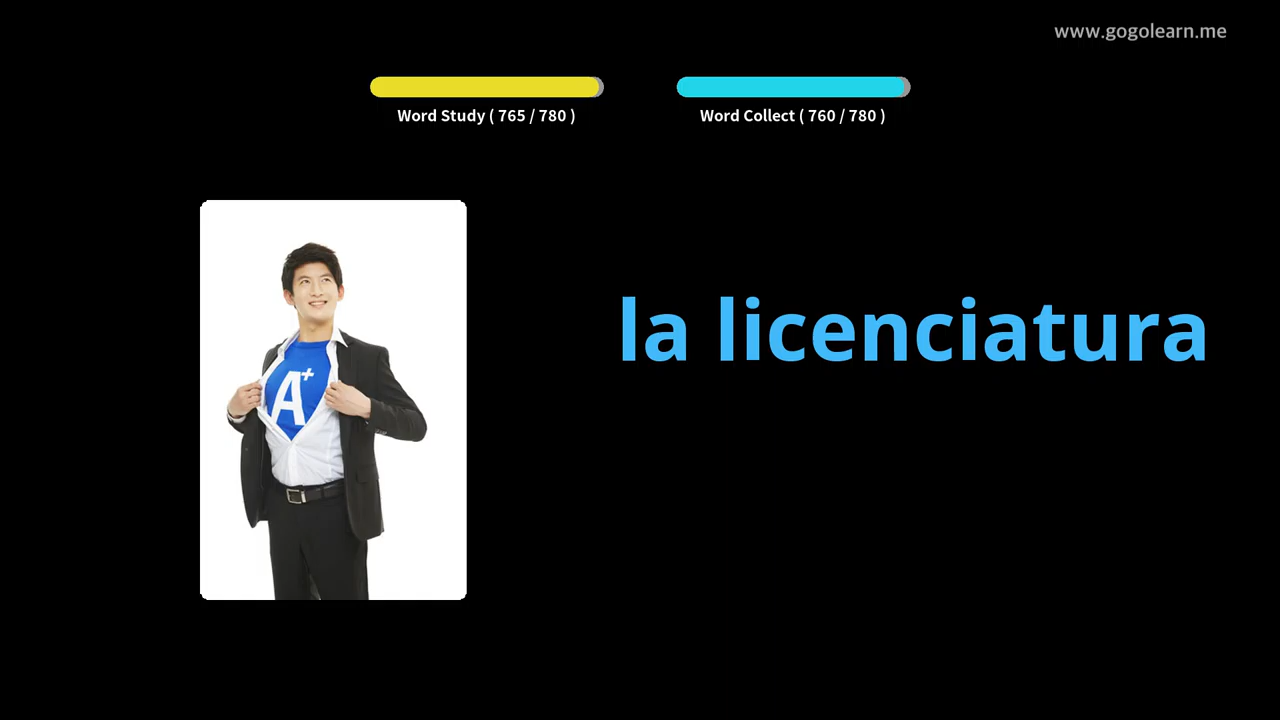 www.gogolearn.me
Word Study ( 765 / 780 )
Word Collect ( 760 / 780 )
la licenciatura
A+